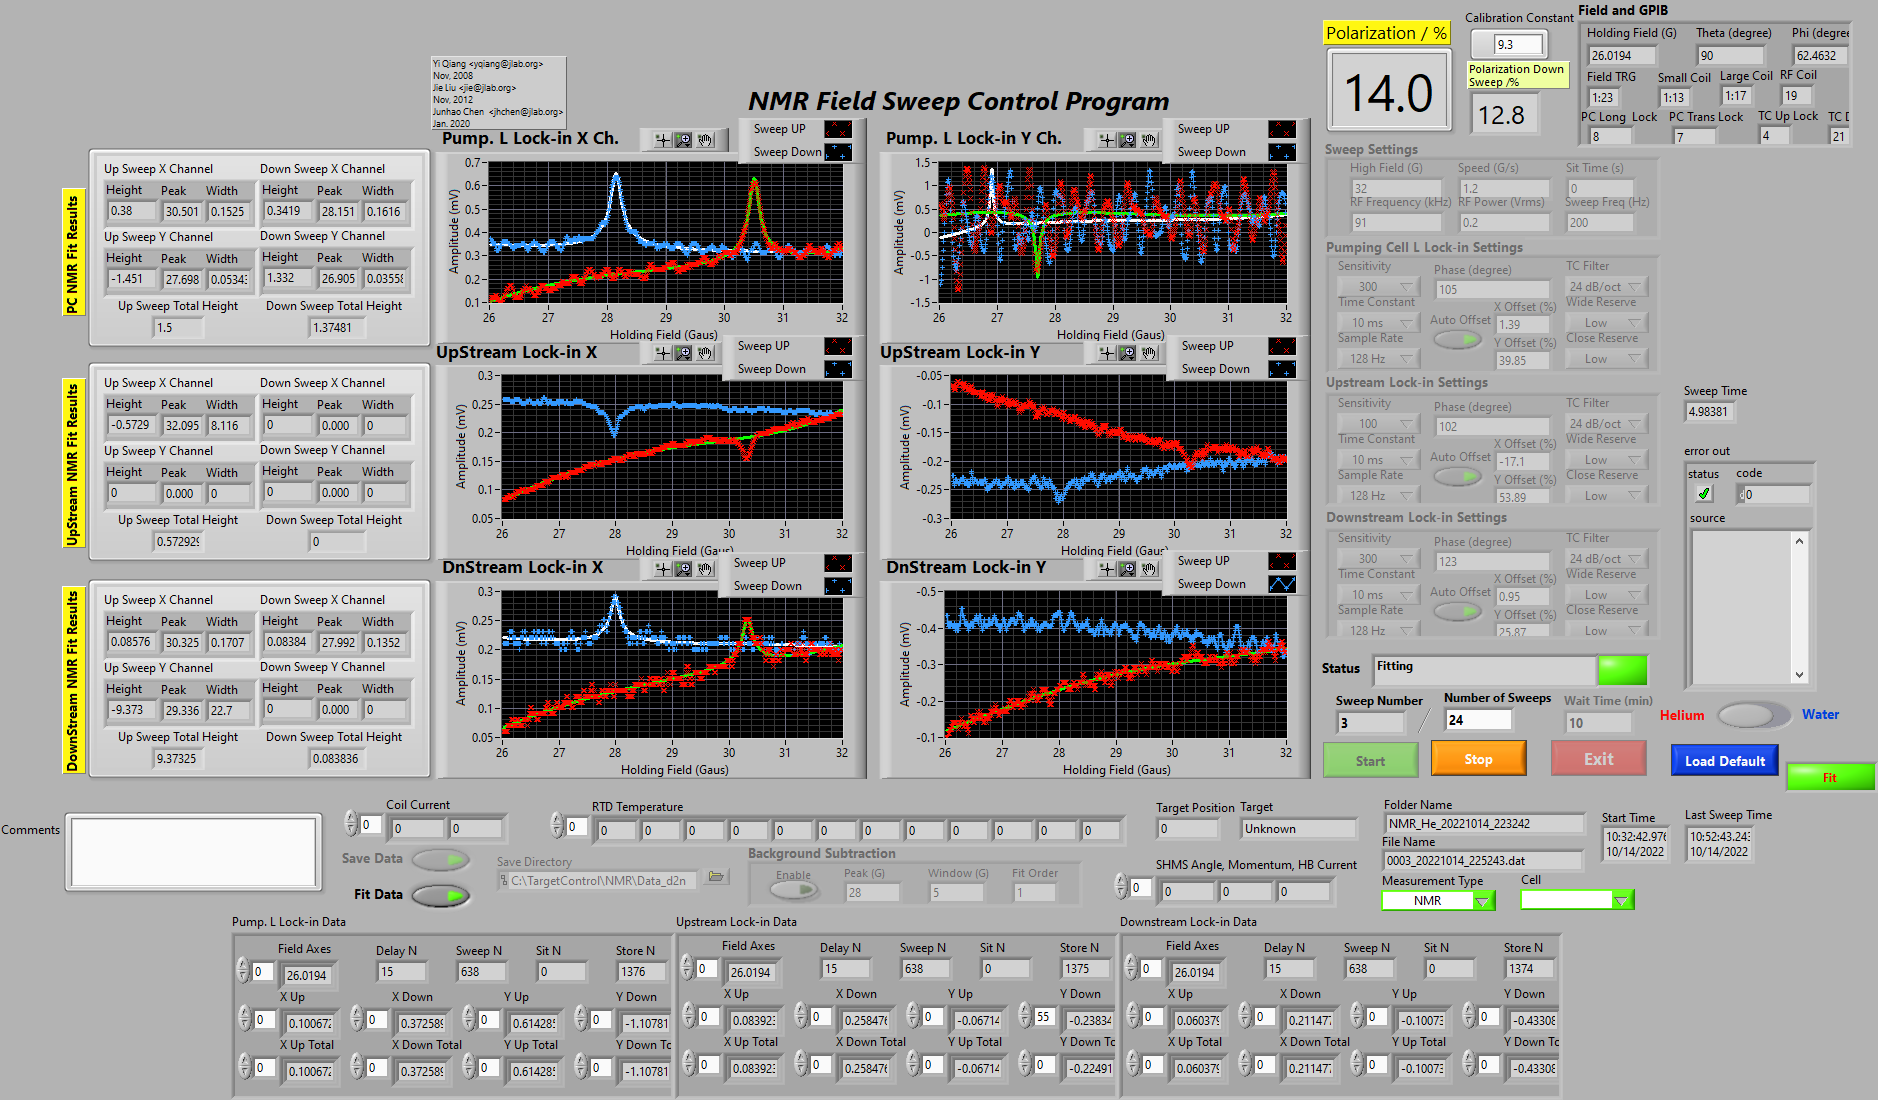 NMR Field Sweep Control Program
Yi Qiang <yqiang@jlab.org>
Nov, 2008
Jie Liu <jie@jlab.org>
Nov, 2012
Junhao Chen <jhchen@jlab.org>
Jan. 2020
Polarization / %
14.0
Calibration Constant
9.3
Polarization Down
Sweep /%
12.8
Field and GPIB
Holding Field (G) Theta (degree) Phi (degree
26.0194 90 62.4632
Field TRG Small Coil Large Coil RF Coil
1:23 1:13 1:17 19
PC Long Lock PC Trans Lock TC Up Lock TC D
8 7 4 21
PC NMR Fit Results
Up Sweep X Channel Down Sweep X Channel
Height Peak Width Height Peak Width
0.38 30.501 0.1525 0.3419 28.151 0.1616
Up Sweep Y Channel Down Sweep Y Channel
Height Peak Width Height Peak Width
-1.451 27.698 0.0534 1.332 26.905 0.0355
Up Sweep Total Height Down Sweep Total Height
1.5 1.37481
UpStream NMR Fit Results
Up Sweep X Channel Down Sweep X Channel
Height Peak Width Height Peak Width
-0.5729 32.095 8.116 0 0.000 0
Up Sweep Y Channel Down Sweep Y Channel
Height Peak Width Height Peak Width
0 0.000 0 0 0.000 0
Up Sweep Total Height Down Sweep Total Height
0.572929 0
DownStream NMR Fit Results
Up Sweep X Channel Down Sweep X Channel
Height Peak Width Height Peak Width
0.08576 30.325 0.1707 0.08384 27.992 0.1352
Up Sweep Y Channel Down Sweep Y Channel
Height Peak Width Height Peak Width
-9.373 29.336 22.7 0 0.000 0
Up Sweep Total Height Down Sweep Total Height
9.37325 0.083836
Pump. L Lock-in X Ch.
Sweep UP
Sweep Down
Amplitude (mV)
0.7
0.6
0.5
0.4
0.3
0.2
0.1
26 27 28 29 30 31 32
Holding Field (Gaus)
Pump. L Lock-in Y Ch.
Sweep UP
Sweep Down
Amplitude (mV)
1.5
1
0.5
0
-0.5
-1
-1.5
26 27 28 29 30 31 32
Holding Field (Gaus)
UpStream Lock-in X
Sweep UP
Sweep Down
Amplitude (mV)
0.3
0.25
0.2
0.15
0.1
0.05
26 27 28 29 30 31 32
Holding Field (Gaus)
UpStream Lock-in Y
Sweep UP
Sweep Down
Amplitude (mV)
-0.05
-0.1
-0.15
-0.2
-0.25
-0.3
26 27 28 29 30 31 32
Holding Field (Gaus)
DnStream Lock-in X
Sweep UP
Sweep Down
Amplitude (mV)
0.3
0.25
0.2
0.15
0.1
0.05
26 27 28 29 30 31 32
Holding Field (Gaus)
DnStream Lock-in Y
Sweep UP
Sweep Down
Amplitude (mV)
-0.5
-0.4
-0.3
-0.2
-0.1
26 27 28 29 30 31 32
Holding Field (Gaus)
Sweep Settings
High Field (G) Speed (G/s) Sit Time (s)
32 1.2 0
RF Frequency (kHz) RF Power (Vrms) Sweep Freq (Hz)
91 0.2 200
Pumping Cell L Lock-in Settings
Sensitivity Phase (degree) TC Filter
300 105 24 dB/oct
Time Constant X Offset (%) Wide Reserve
10 ms Auto Offset 1.39 Low
Sample Rate Y Offset (%) Close Reserve
128 Hz 39.85 Low
Upstream Lock-in Settings
Sensitivity Phase (degree) TC Filter
100 102 24 dB/oct
Time Constant X Offset (%) Wide Reserve
10 ms Auto Offset -17.1 Low
Sample Rate Y Offset (%) Close Reserve
128 Hz 53.89 Low
Downstream Lock-in Settings
Sensitivity Phase (degree) TC Filter
300 123 24 dB/oct
Time Constant X Offset (%) Wide Reserve
10 ms Auto Offset 0.95 Low
Sample Rate Y Offset (%) Close Reserve
128 Hz 25.87 Low
Sweep Time
4.98381
error out
status code
0
source
Status Fitting
Sweep Number Number of Sweeps Wait Time (min)
3 / 24 10
Helium Water
Start Stop Exit Load Default Fit
Comments
Coil Current
0 0 0
Save Data
Fit Data
RTD Temperature
0 0 0 0 0 0 0 0 0 0 0 0 0
Save Directory
C:\TargetControl\NMR\Data_d2n
Background Subtraction
Enable Peak (G) Window (G) Fit Order
28 5 1
Target Position Target
0 Unknown
SHMS Angle, Momentum, HB Current
0 0 0 0
Folder Name
NMR_He_20221014_223242
File Name
0003_20221014_225243.dat
Measurement Type Cell
NMR
Start Time Last Sweep Time
10:32:42.976 10:52:43.243
10/14/2022 10/14/2022
Pump. L Lock-in Data
Field Axes Delay N Sweep N Sit N Store N
0 26.0194 15 638 0 1376
X Up X Down Y Up Y Down
0 0.100672 0 0.372589 0 0.614285 0 -1.10781
X Up Total X Down Total Y Up Total Y Down To
0 0.100672 0 0.372589 0 0.614285 0 -1.10781
Upstream Lock-in Data
Field Axes Delay N Sweep N Sit N Store N
0 26.0194 15 638 0 1375
X Up X Down Y Up Y Down
0 0.083923 0 0.258476 0 -0.06714 55 -0.23834
X Up Total X Down Total Y Up Total Y Down Tc
0 0.083923 0 0.258476 0 -0.06714 0 -0.22491
Downstream Lock-in Data
Field Axes Delay N Sweep N Sit N Store N
0 26.0194 15 638 0 1374
X Up X Down Y Up Y Down
0 0.060379 0 0.211477 0 -0.10073 0 -0.43308
X Up Total X Down Total Y Up Total Y Down Tc
0 0.060379 0 0.211477 0 -0.10073 0 -0.43308